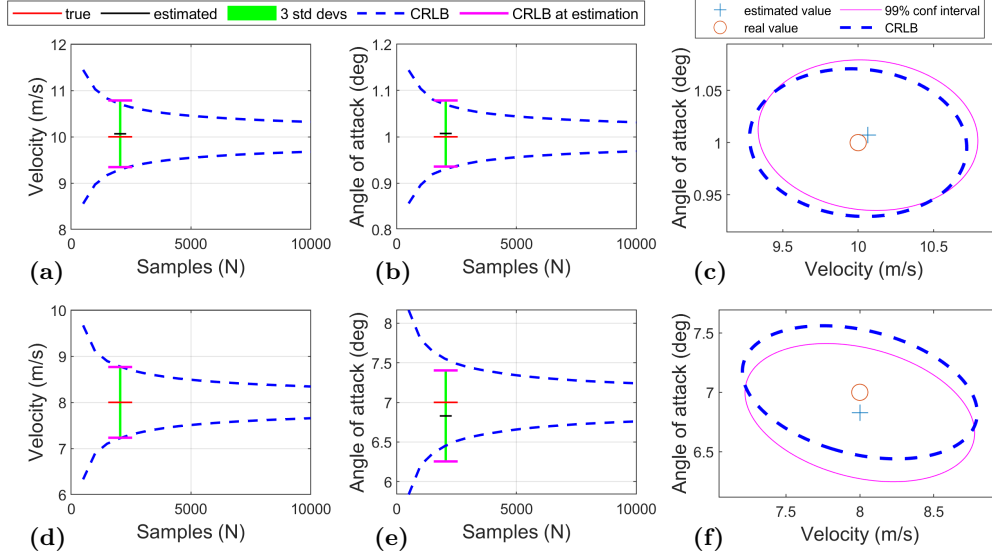 true estimated 3 std devs CRLB CRLB at estimation
estimated value 99% conf interval
real value CRLB
12
11
10
9
8
Velocity (m/s)
0 5000 10000
Samples (N)
(a)
1.2
1.1
1
0.9
0.8
Angle of attack (deg)
0 5000 10000
Samples (N)
(b)
1.05
1
0.95
Angle of attack (deg)
9.5 10 10.5
Velocity (m/s)
(c)
10
9
8
7
6
Velocity (m/s)
0 5000 10000
Samples (N)
(d)
8
7.5
7
6.5
6
Angle of attack (deg)
0 5000 10000
Samples (N)
(e)
7.5
7
6.5
Angle of attack (deg)
7.5 8 8.5
Velocity (m/s)
(f)